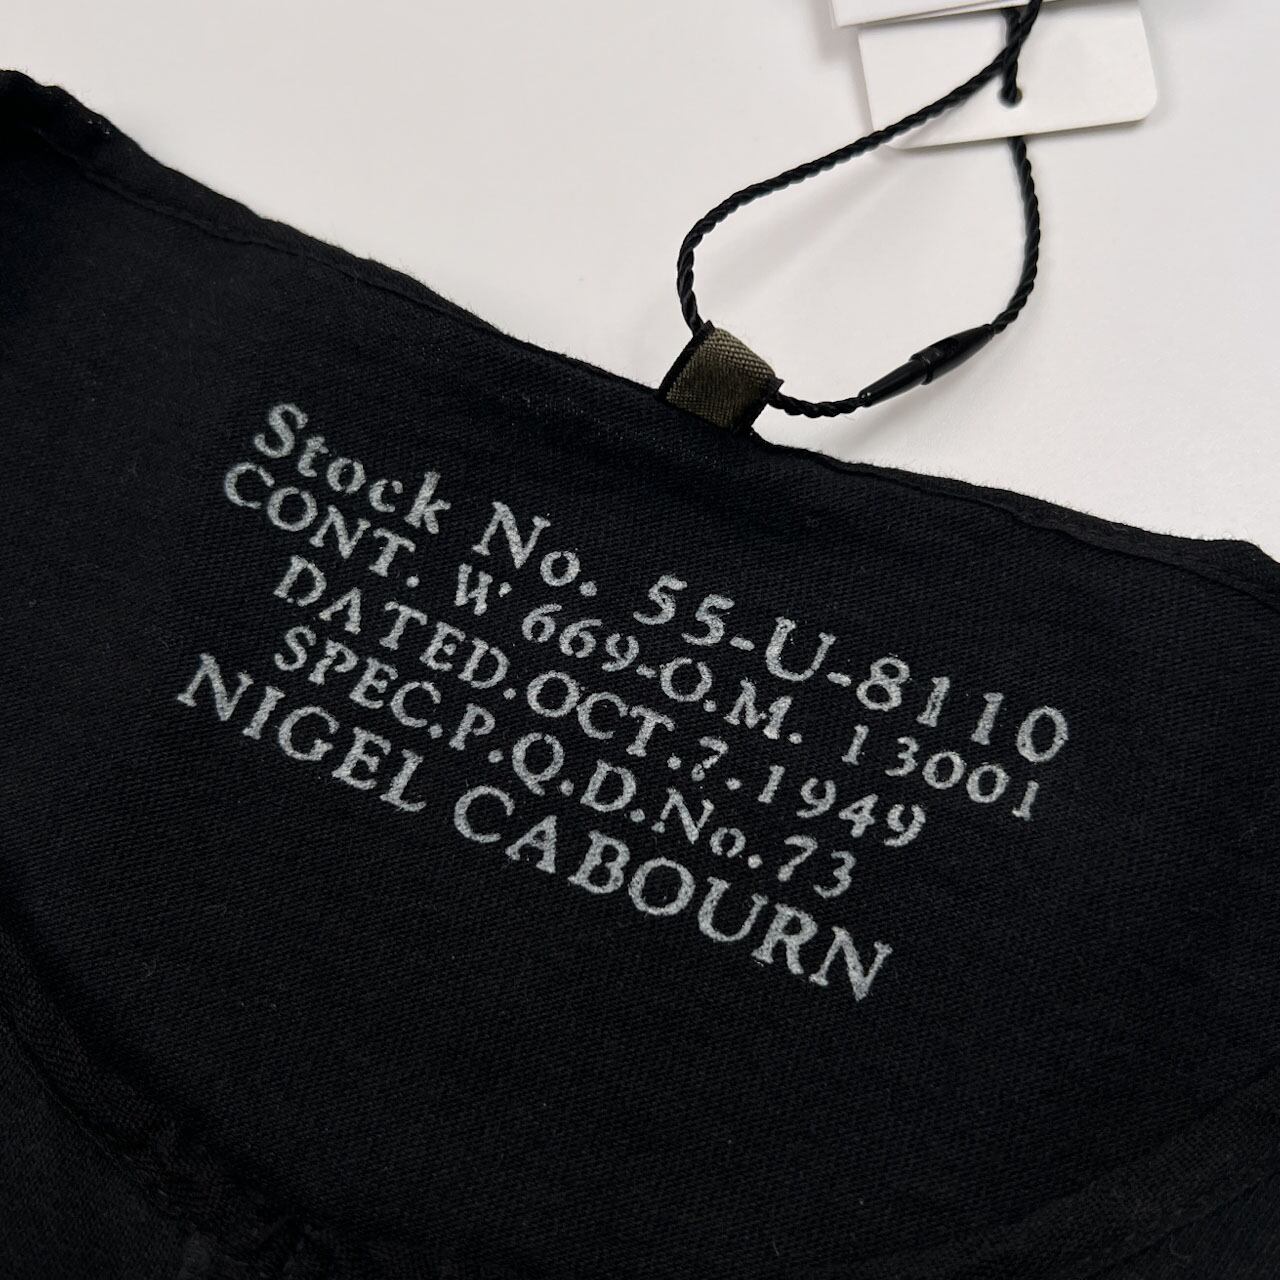 Stock No. 55-U-8110
CONT. W 669-O.M. 13001
DATED.OCT.7.1949
SPEC.P.Q.D.No.73
NIGEL CABOURN